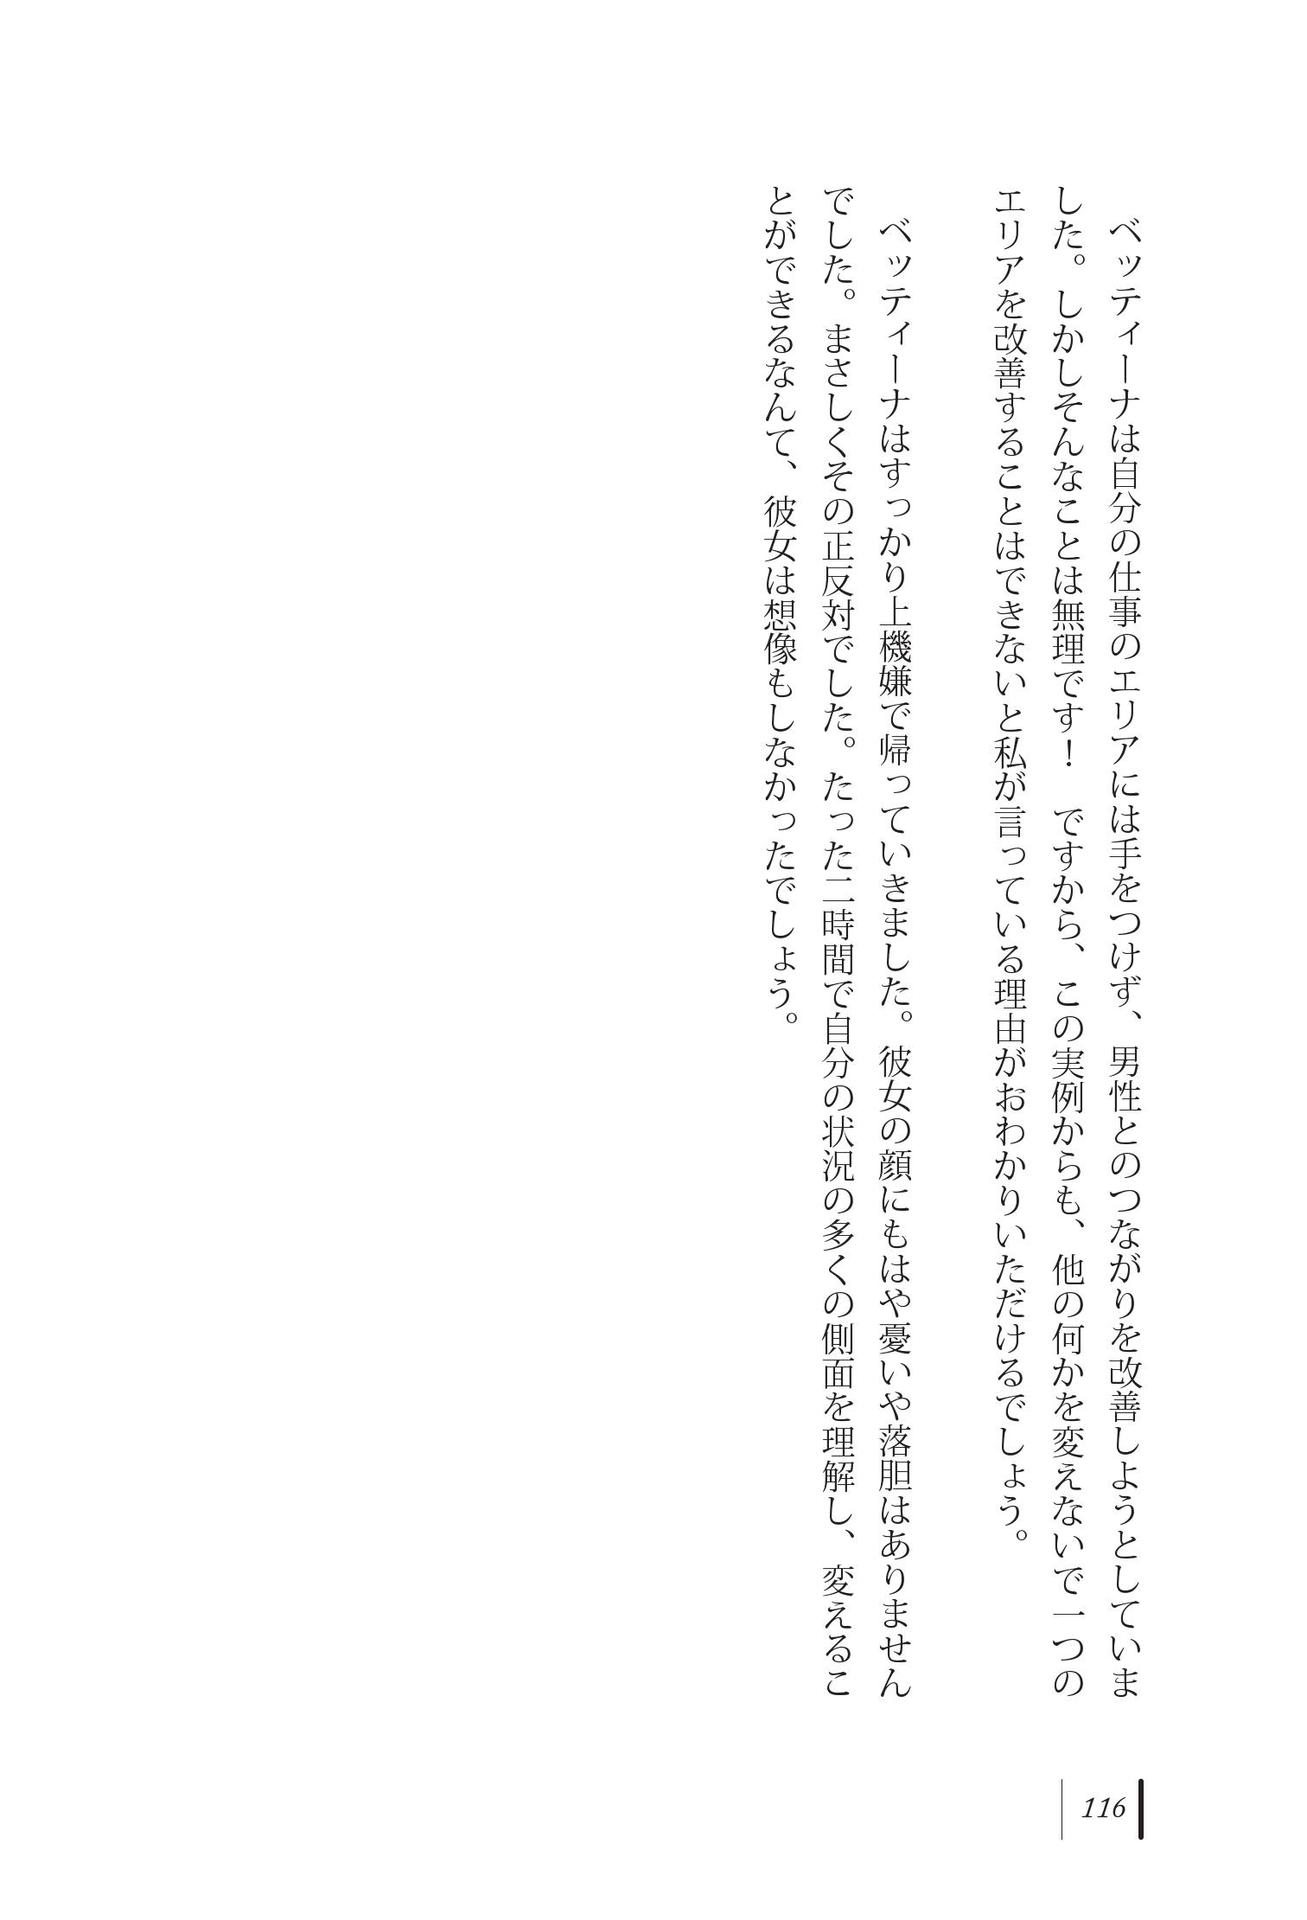 ベッティーナは自分の仕事のエリアには手をつけず、男性とのつながりを改善しようとしていま
した。しかしそんなことは無理です！　ですから、この実例からも、他の何かを変えないで一つの
エリアを改善することはできないと私が言っている理由がおわかりいただけるでしょう。
ベッティーナはすっかり上機嫌で帰っていきました。彼女の顔にもはや憂いや落胆はありません
でした。まさしくその正反対でした。たった二時間で自分の状況の多くの側面を理解し、変えるこ
とができるなんて、彼女は想像もしなかったでしょう。
116